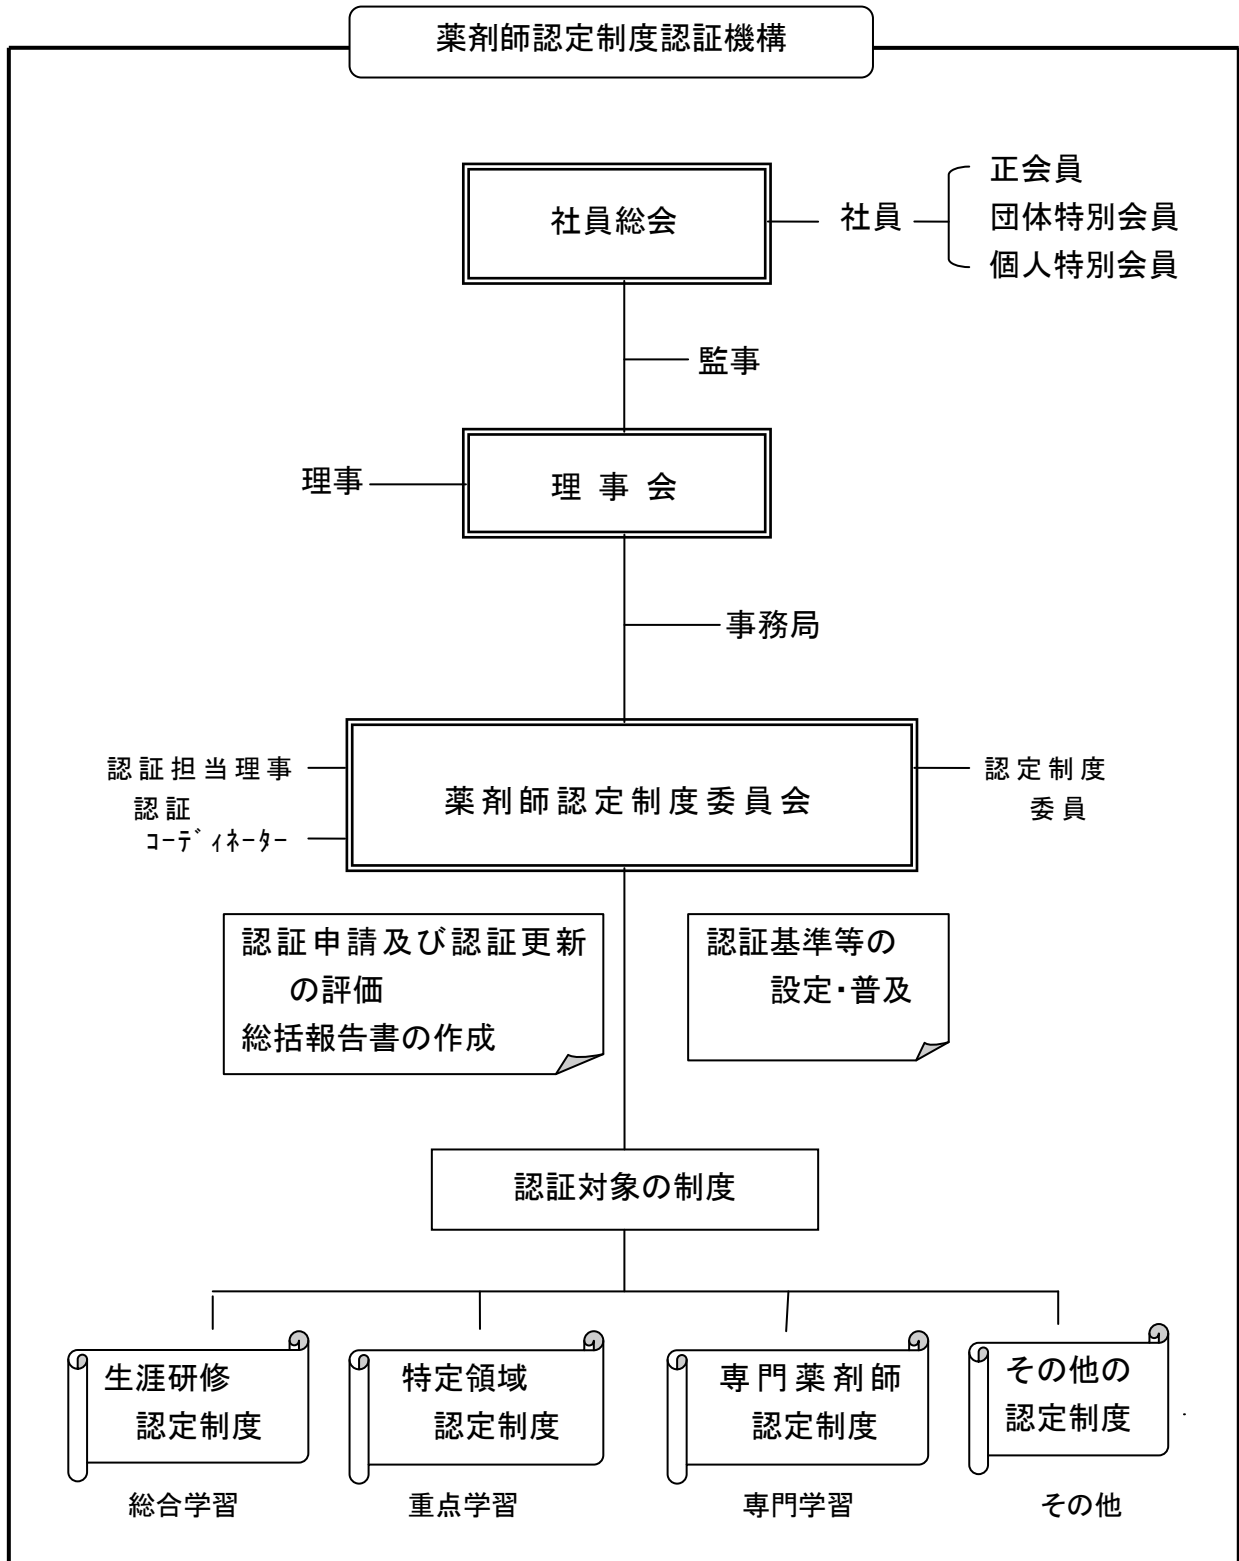 薬剤師認定制度認証機構
社員総会
社員
正会員
団体特別会員
個人特別会員
監事
理事
理 事 会
事務局
認証担当理事
認証
ｺｰﾃﾞｨﾈｰﾀｰ
薬剤師認定制度委員会
認定制度
委員
認証申請及び認証更新
の評価
総括報告書の作成
認証基準等の
設定・普及
認証対象の制度
生涯研修
認定制度
総合学習
特定領域
認定制度
重点学習
専門薬剤師
認定制度
専門学習
その他の
認定制度
その他